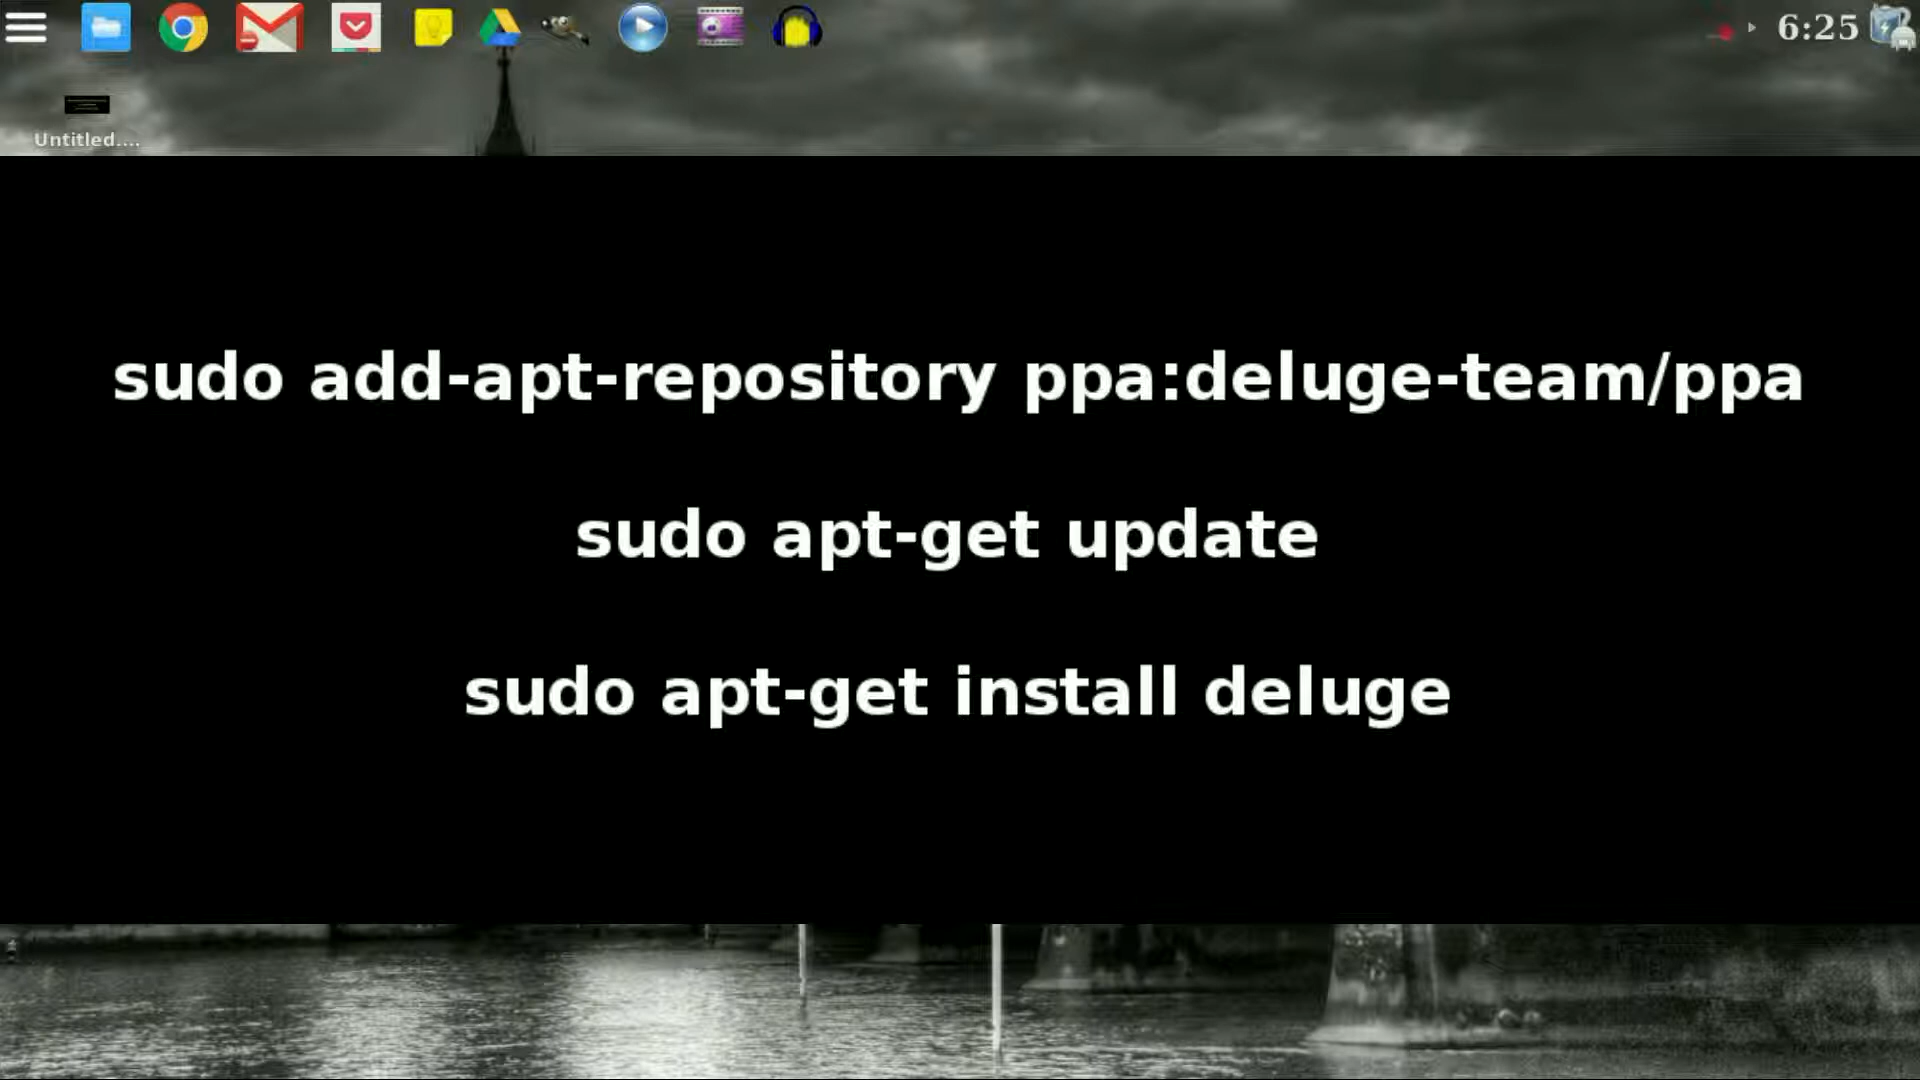 6:25
Untitled....
sudo add-apt-repository ppa:deluge-team/ppa
sudo apt-get update
sudo apt-get install deluge